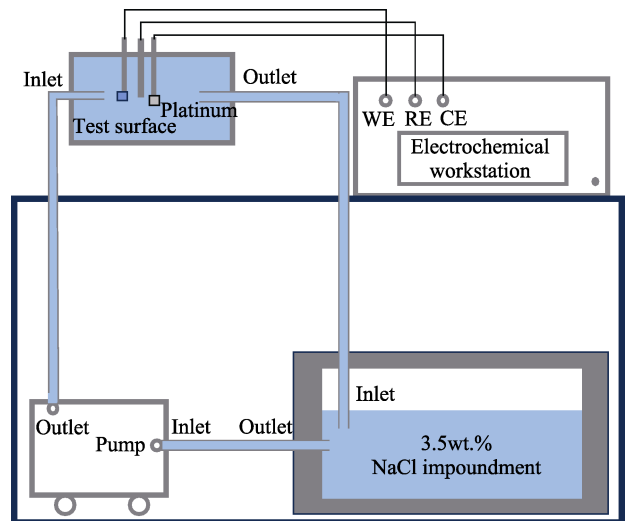 Inlet
Outlet
Platinum
Test surface
WE RE CE
Electrochemical
workstation
Inlet
Outlet
Pump
Inlet
Outlet
3.5wt.%
NaCl impoundment